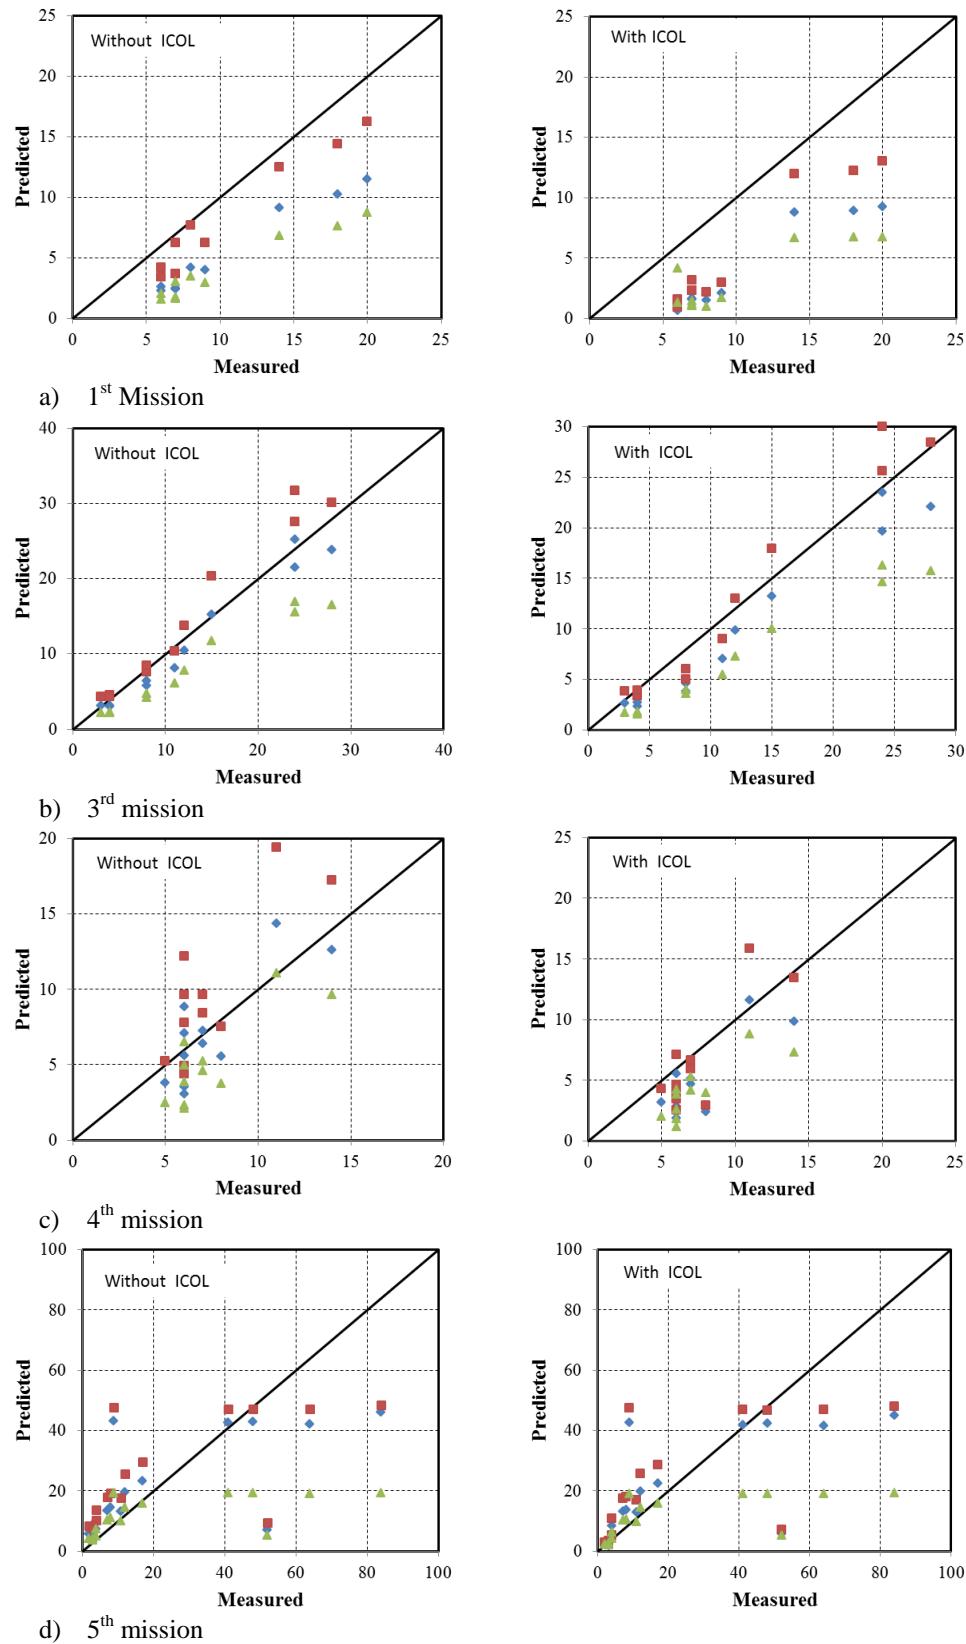 Without ICOL
Predicted
25
20
15
10
5
0
0 5 10 15 20 25
Measured
With ICOL
Predicted
25
20
15
10
5
0
0 5 10 15 20 25
Measured
a) 1st Mission
Without ICOL
Predicted
40
30
20
10
0
0 10 20 30 40
Measured
With ICOL
Predicted
30
25
20
15
10
5
0
0 5 10 15 20 25 30
Measured
b) 3rd mission
Without ICOL
Predicted
20
15
10
5
0
0 5 10 15 20
Measured
With ICOL
Predicted
25
20
15
10
5
0
0 5 10 15 20 25
Measured
c) 4th mission
Without ICOL
Predicted
100
80
60
40
20
0
0 20 40 60 80 100
Measured
With ICOL
Predicted
100
80
60
40
20
0
0 20 40 60 80 100
Measured
d) 5th mission